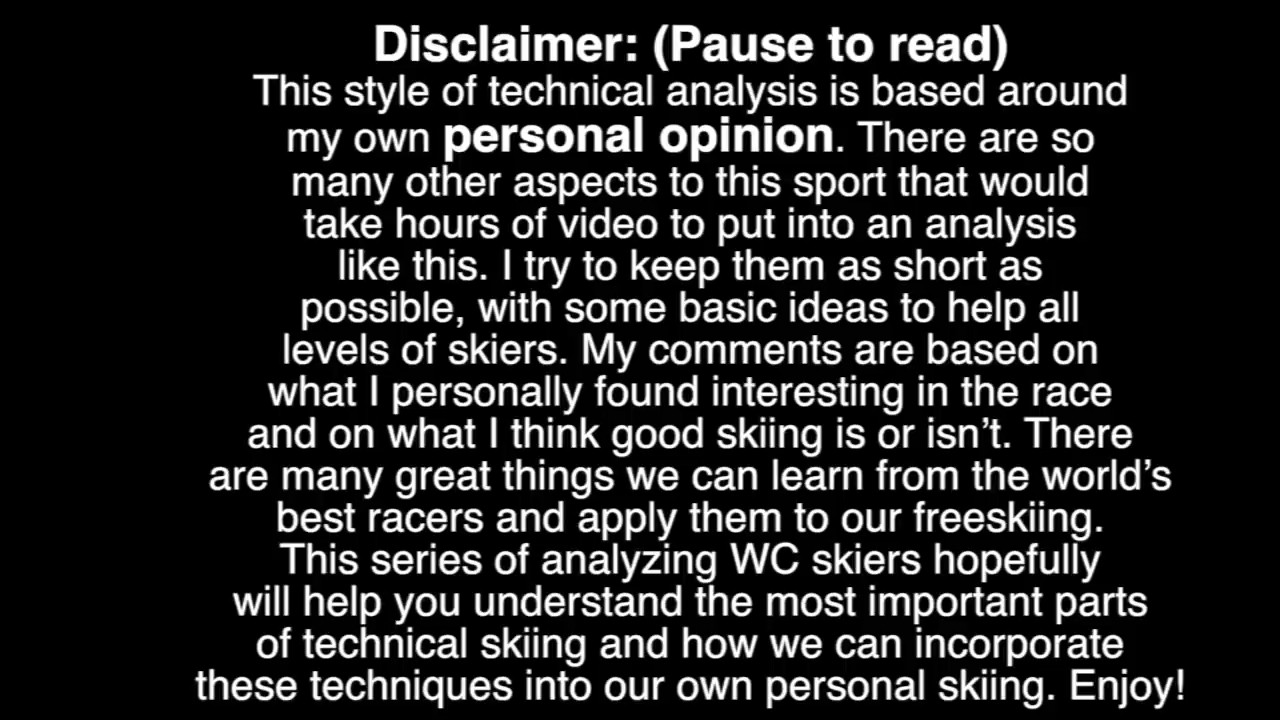 Disclaimer: (Pause to read)
This style of technical analysis is based around
my own personal opinion. There are so
many other aspects to this sport that would
take hours of video to put into an analysis
like this. I try to keep them as short as
possible, with some basic ideas to help all
levels of skiers. My comments are based on
what I personally found interesting in the race
and on what I think good skiing is or isn’t. There
are many great things we can learn from the world’s
best racers and apply them to our freeskiing.
This series of analyzing WC skiers hopefully
will help you understand the most important parts
of technical skiing and how we can incorporate
these techniques into our own personal skiing. Enjoy!